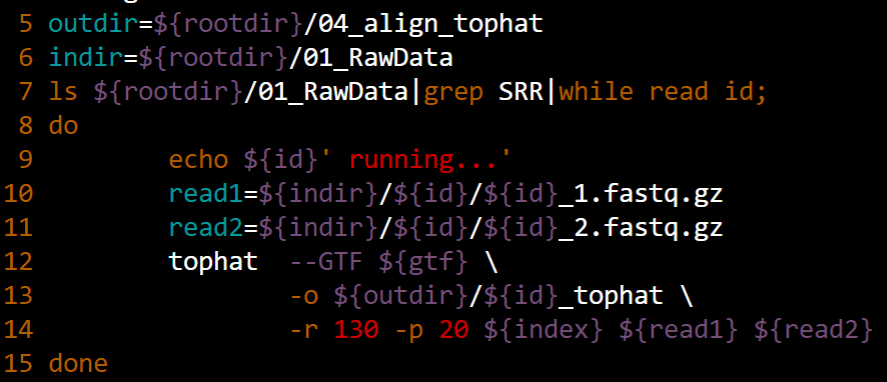 5 outdir=${rootdir}/04_align_tophat
6 indir=${rootdir}/01_RawData
7 ls ${rootdir}/01_RawData|grep SRR|while read id;
8 do
9         echo ${id}' running...'
10         read1=${indir}/${id}/${id}_1.fastq.gz
11         read2=${indir}/${id}/${id}_2.fastq.gz
12         tophat  --GTF ${gtf} \
13                 -o ${outdir}/${id}_tophat \
14                 -r 130 -p 20 ${index} ${read1} ${read2}
15 done